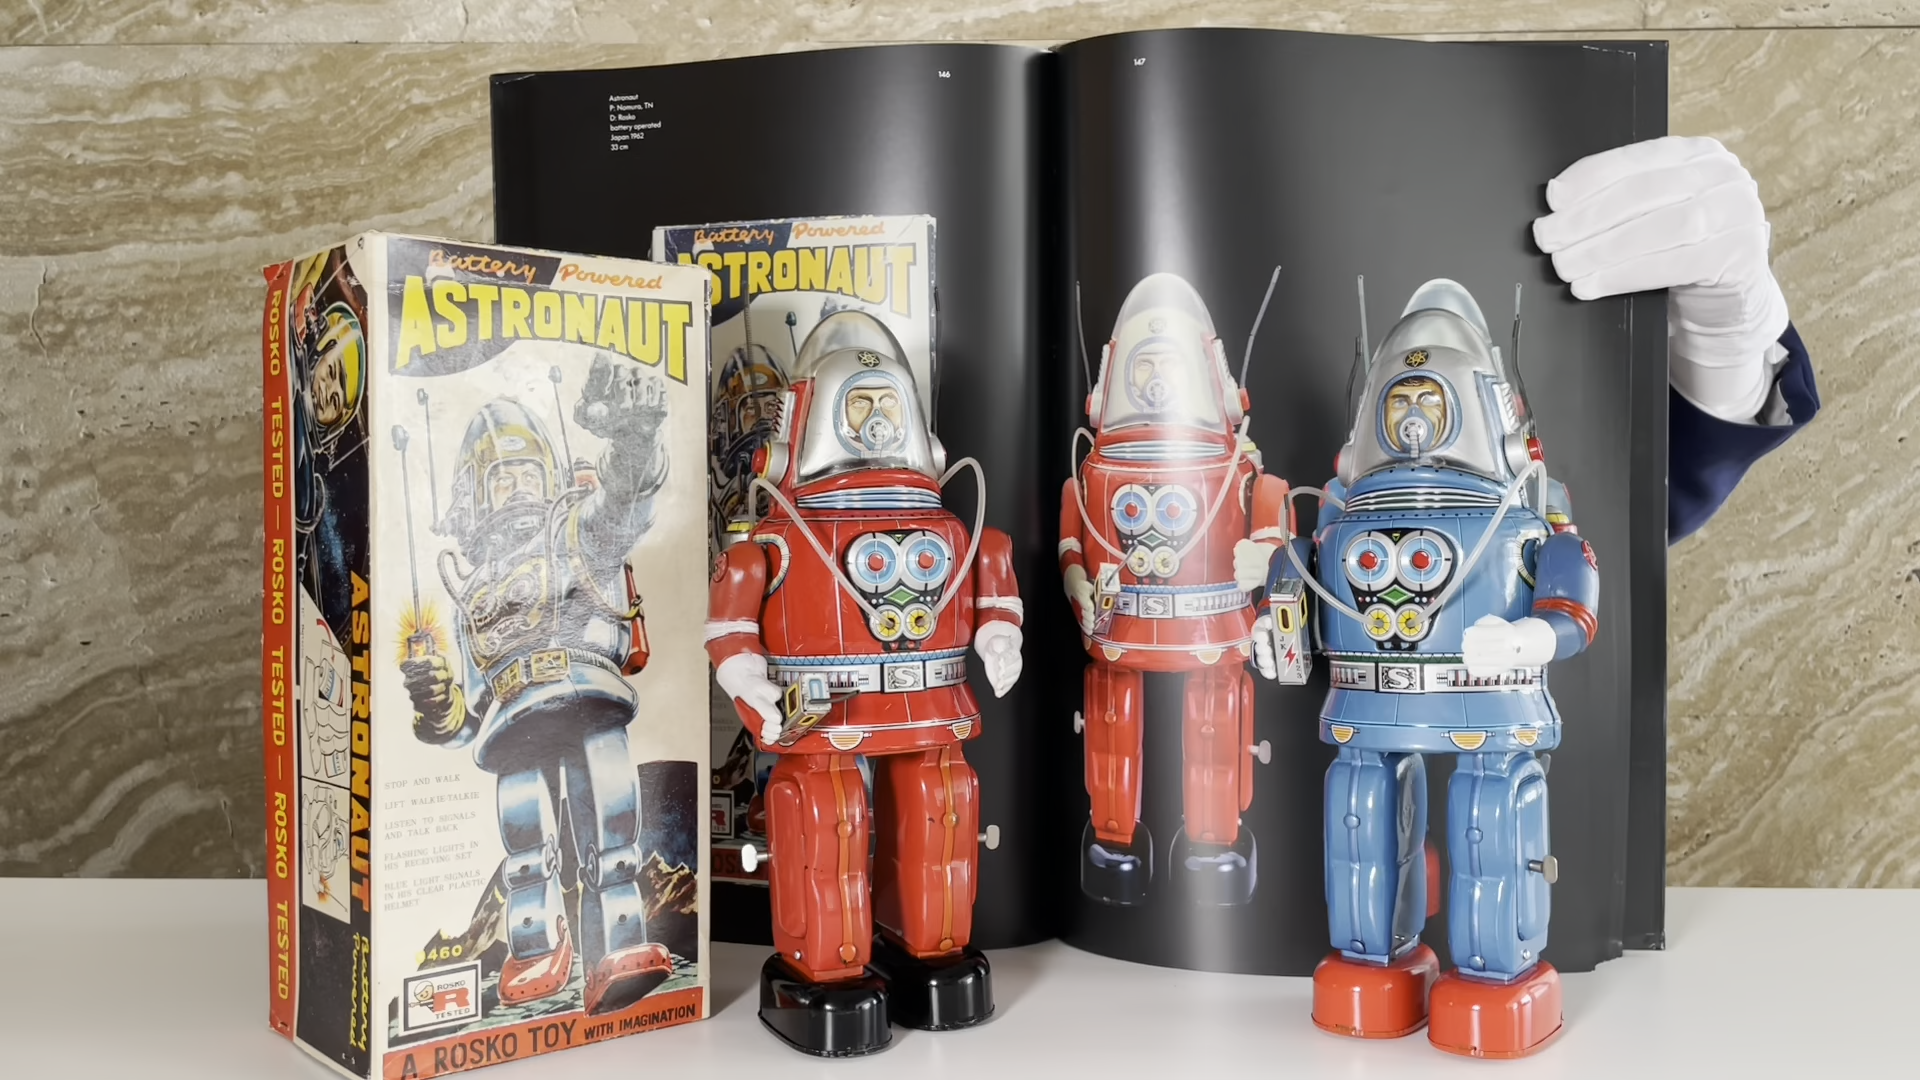 146
147
Astronaut
P: Nomura, TN
D: Rosko
battery operated
Japan 1962
33 cm
Battery Powered
ASTRONAUT
Battery Powered
ASTRONAUT
STOP AND WALK
LIFT WALKIE-TALKIE
LISTEN TO SIGNALS
AND TALK BACK
FLASHING LIGHTS IN
HIS RECEIVING SET
BLUE LIGHT SIGNALS
IN HIS CLEAR PLASTIC
HELMET
0460
ROSKO
R
TESTED
A ROSKO TOY WITH IMAGINATION
ROSKO TESTED — ROSKO TESTED — ROSKO TESTED
ASTRONAUT
Battery
Powered
S
S
S